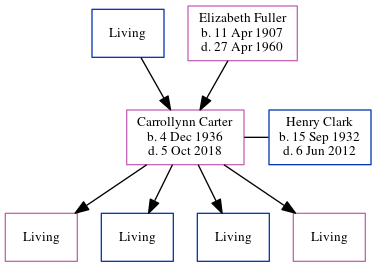 Living
Elizabeth Fuller
b. 11 Apr 1907
d. 27 Apr 1960
Carrollynn Carter
b. 4 Dec 1936
d. 5 Oct 2018
Henry Clark
b. 15 Sep 1932
d. 6 Jun 2012
Living
Living
Living
Living